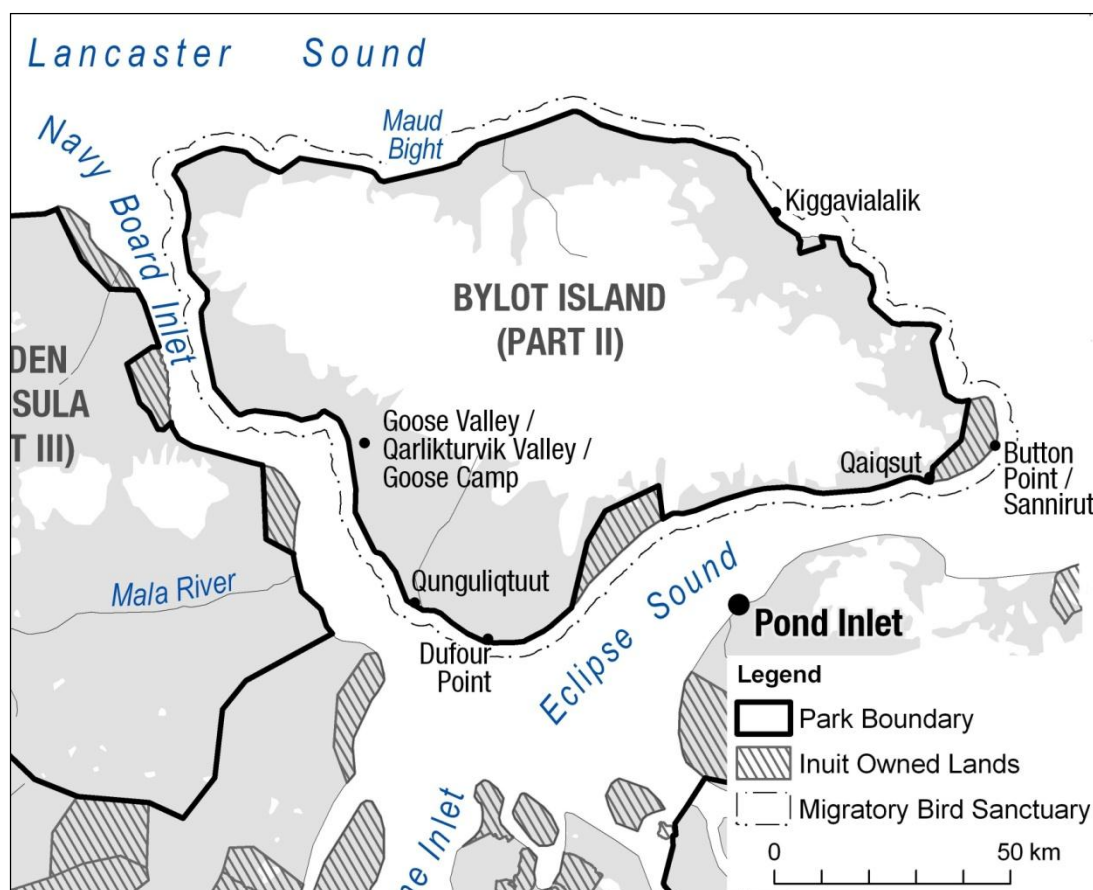 Lancaster Sound
Navy Board Inlet
Maud
Bight
Kiggavialalik
BYLOT ISLAND
(PART II)
DEN
SULA
T III)
Goose Valley /
Qarlikturvik Valley /
Goose Camp
Qaiqsut
Button
Point /
Sannirut
Mala River
Qunguliqtuut
Dufour
Point
Eclipse Sound
Pond Inlet
ne Inlet
Legend
Park Boundary
Inuit Owned Lands
Migratory Bird Sanctuary
0 50 km